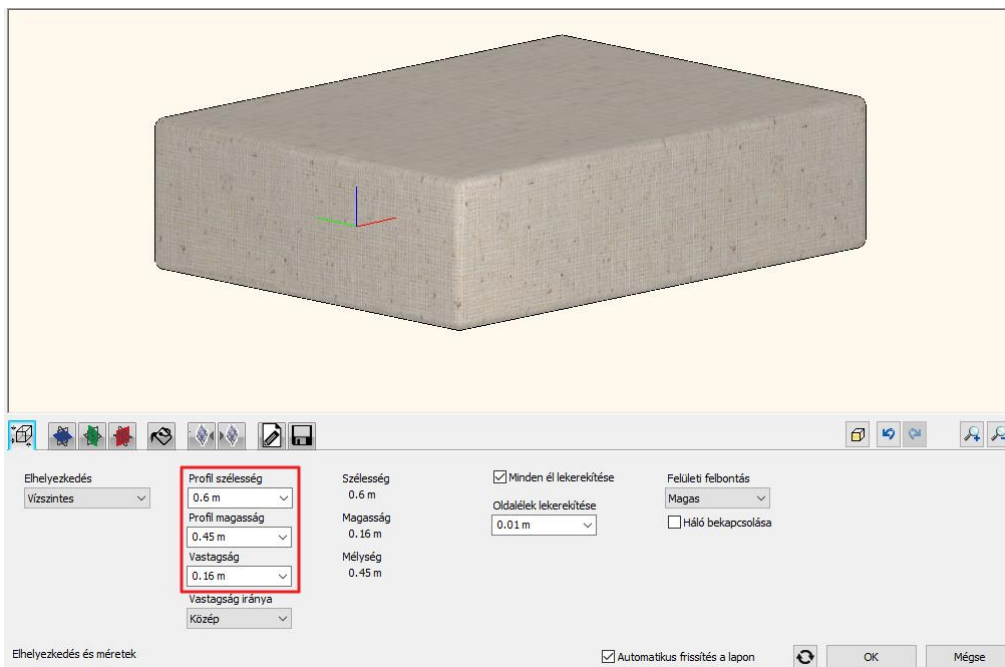 Elhelyezkedés
Vízszintes
Profil szélesség
0.6 m
Profil magasság
0.45 m
Vastagság
0.16 m
Vastagság iránya
Közép
Szélesség
0.6 m
Magasság
0.16 m
Mélység
0.45 m
Minden él lekerekítése
Oldalélek lekerekítése
0.01 m
Felületi felbontás
Magas
Háló bekapcsolása
Elhelyezkedés és méretek
Automatikus frissítés a lapon
OK
Mégse